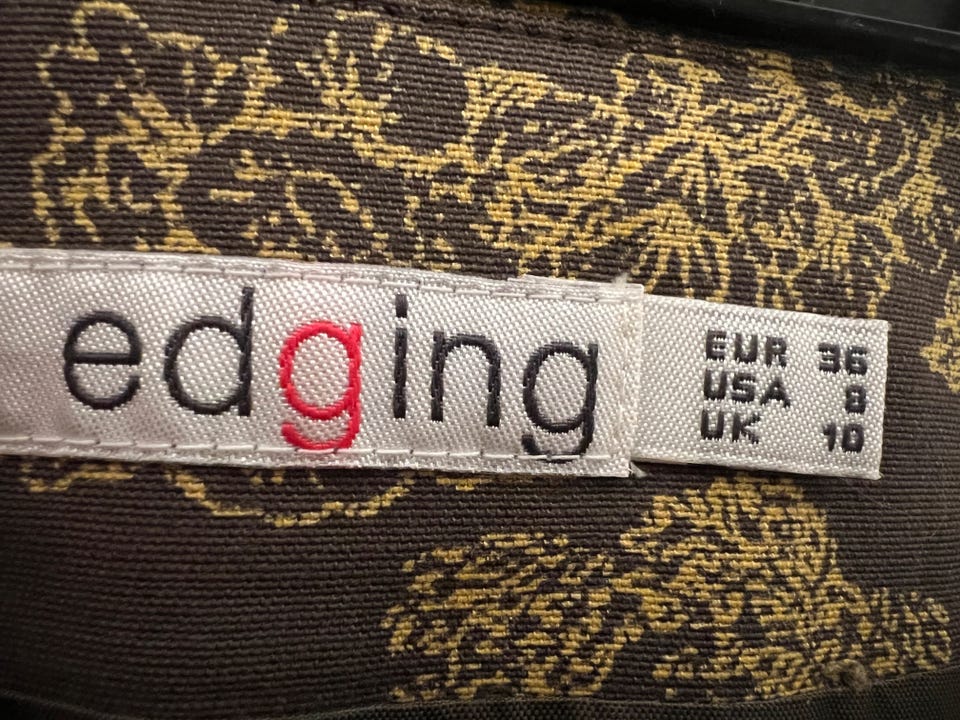 edging
EUR 36
USA 8
UK 10